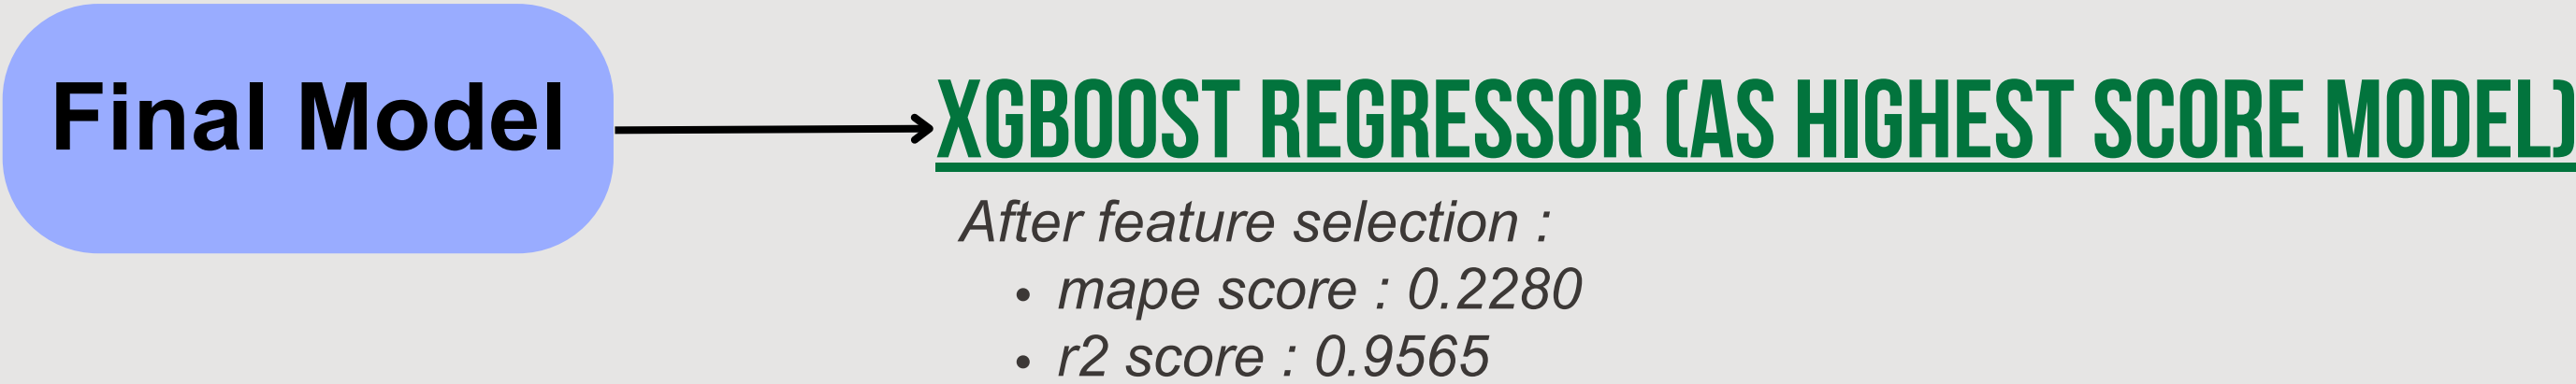 Final Model
XGBOOST REGRESSOR (AS HIGHEST SCORE MODEL)
After feature selection :
• mape score : 0.2280
• r2 score : 0.9565